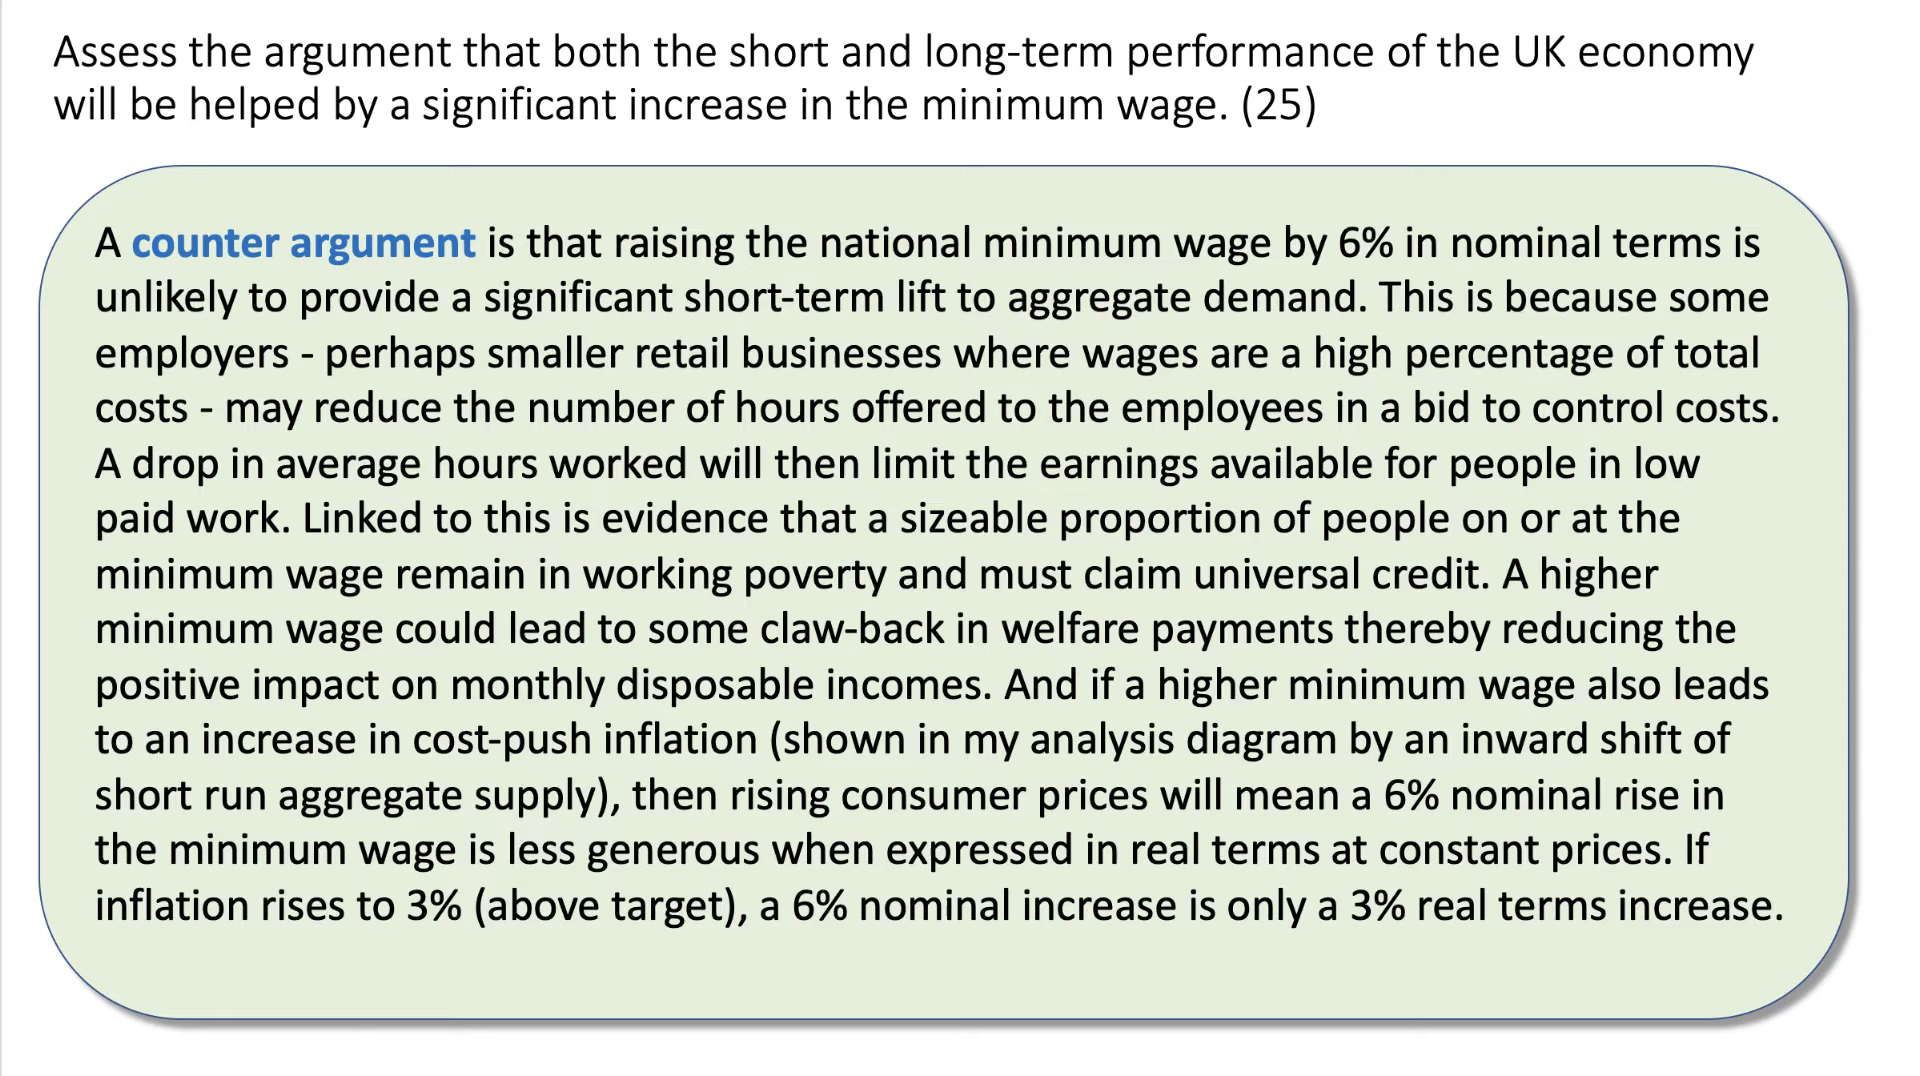 Assess the argument that both the short and long-term performance of the UK economy
will be helped by a significant increase in the minimum wage. (25)
A counter argument is that raising the national minimum wage by 6% in nominal terms is
unlikely to provide a significant short-term lift to aggregate demand. This is because some
employers - perhaps smaller retail businesses where wages are a high percentage of total
costs - may reduce the number of hours offered to the employees in a bid to control costs.
A drop in average hours worked will then limit the earnings available for people in low
paid work. Linked to this is evidence that a sizeable proportion of people on or at the
minimum wage remain in working poverty and must claim universal credit. A higher
minimum wage could lead to some claw-back in welfare payments thereby reducing the
positive impact on monthly disposable incomes. And if a higher minimum wage also leads
to an increase in cost-push inflation (shown in my analysis diagram by an inward shift of
short run aggregate supply), then rising consumer prices will mean a 6% nominal rise in
the minimum wage is less generous when expressed in real terms at constant prices. If
inflation rises to 3% (above target), a 6% nominal increase is only a 3% real terms increase.